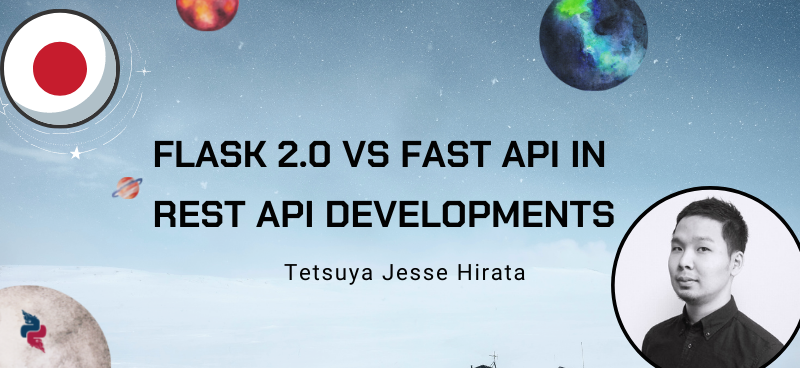 FLASK 2.0 VS FAST API IN
REST API DEVELOPMENTS
Tetsuya Jesse Hirata